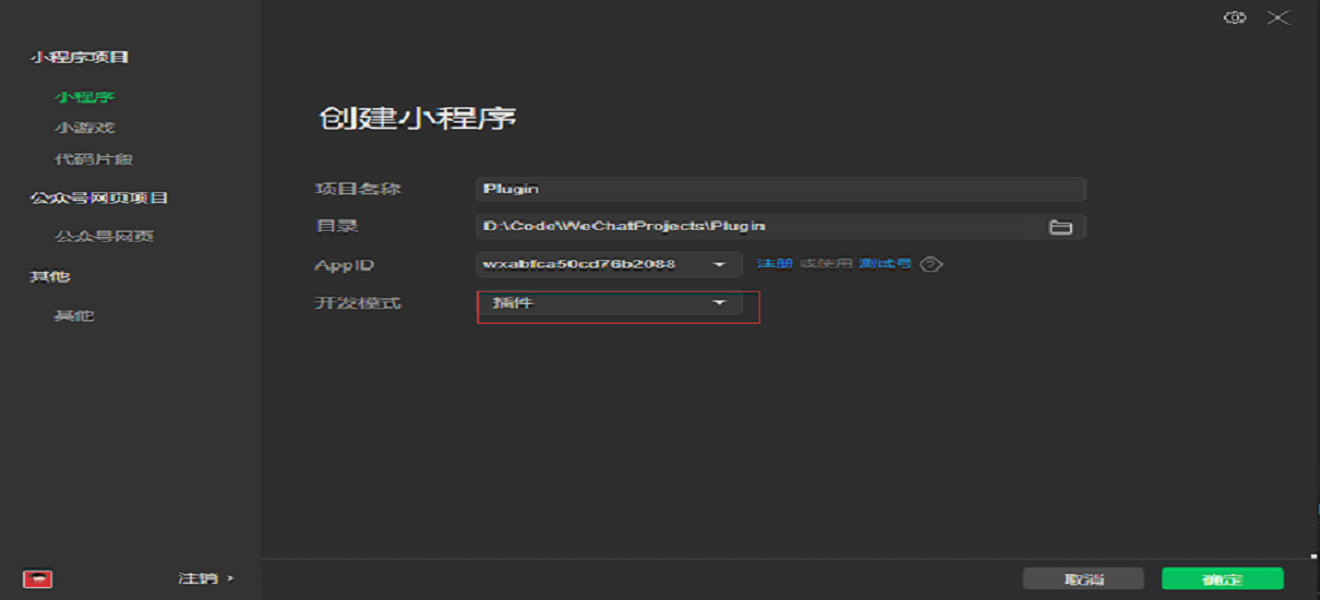 小程序项目
小程序
小游戏
代码片段
公众号网页项目
公众号网页
其他
其他
注销
创建小程序
项目名称 Plugin
目录 D:\Code\WeChatProjects\Plugin
AppID wxabfca50cd76b2088 注册 或使用 测试号 ?
开发模式 插件
取消 确定